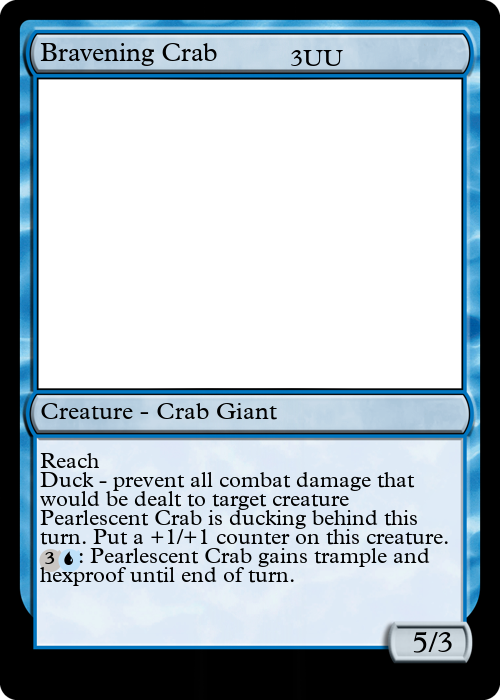 Bravening Crab 3UU
Creature - Crab Giant
Reach
Duck - prevent all combat damage that
would be dealt to target creature
Pearlescent Crab is ducking behind this
turn. Put a +1/+1 counter on this creature.
3💧: Pearlescent Crab gains trample and
hexproof until end of turn.
5/3